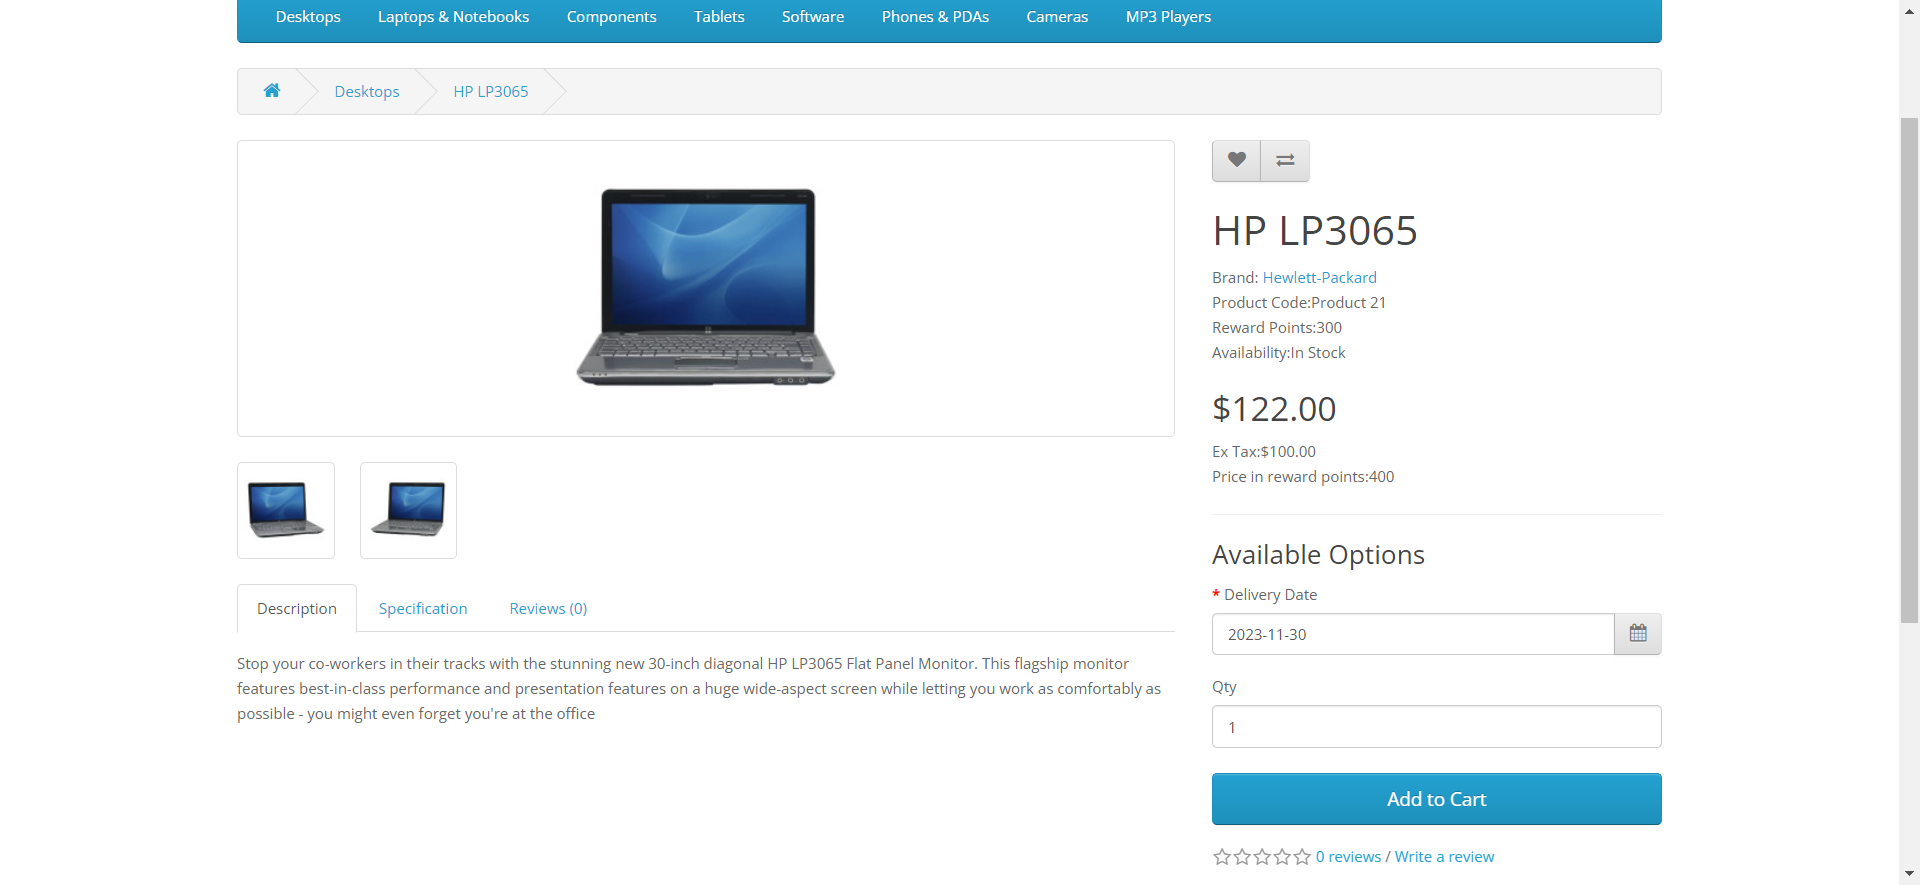 Desktops Laptops & Notebooks Components Tablets Software Phones & PDAs Cameras MP3 Players
Desktops HP LP3065
HP LP3065
Brand: Hewlett-Packard
Product Code:Product 21
Reward Points:300
Availability:In Stock
$122.00
Ex Tax:$100.00
Price in reward points:400
Available Options
* Delivery Date
2023-11-30
Qty
1
Add to Cart
0 reviews / Write a review
Description Specification Reviews (0)
Stop your co-workers in their tracks with the stunning new 30-inch diagonal HP LP3065 Flat Panel Monitor. This flagship monitor
features best-in-class performance and presentation features on a huge wide-aspect screen while letting you work as comfortably as
possible - you might even forget you're at the office